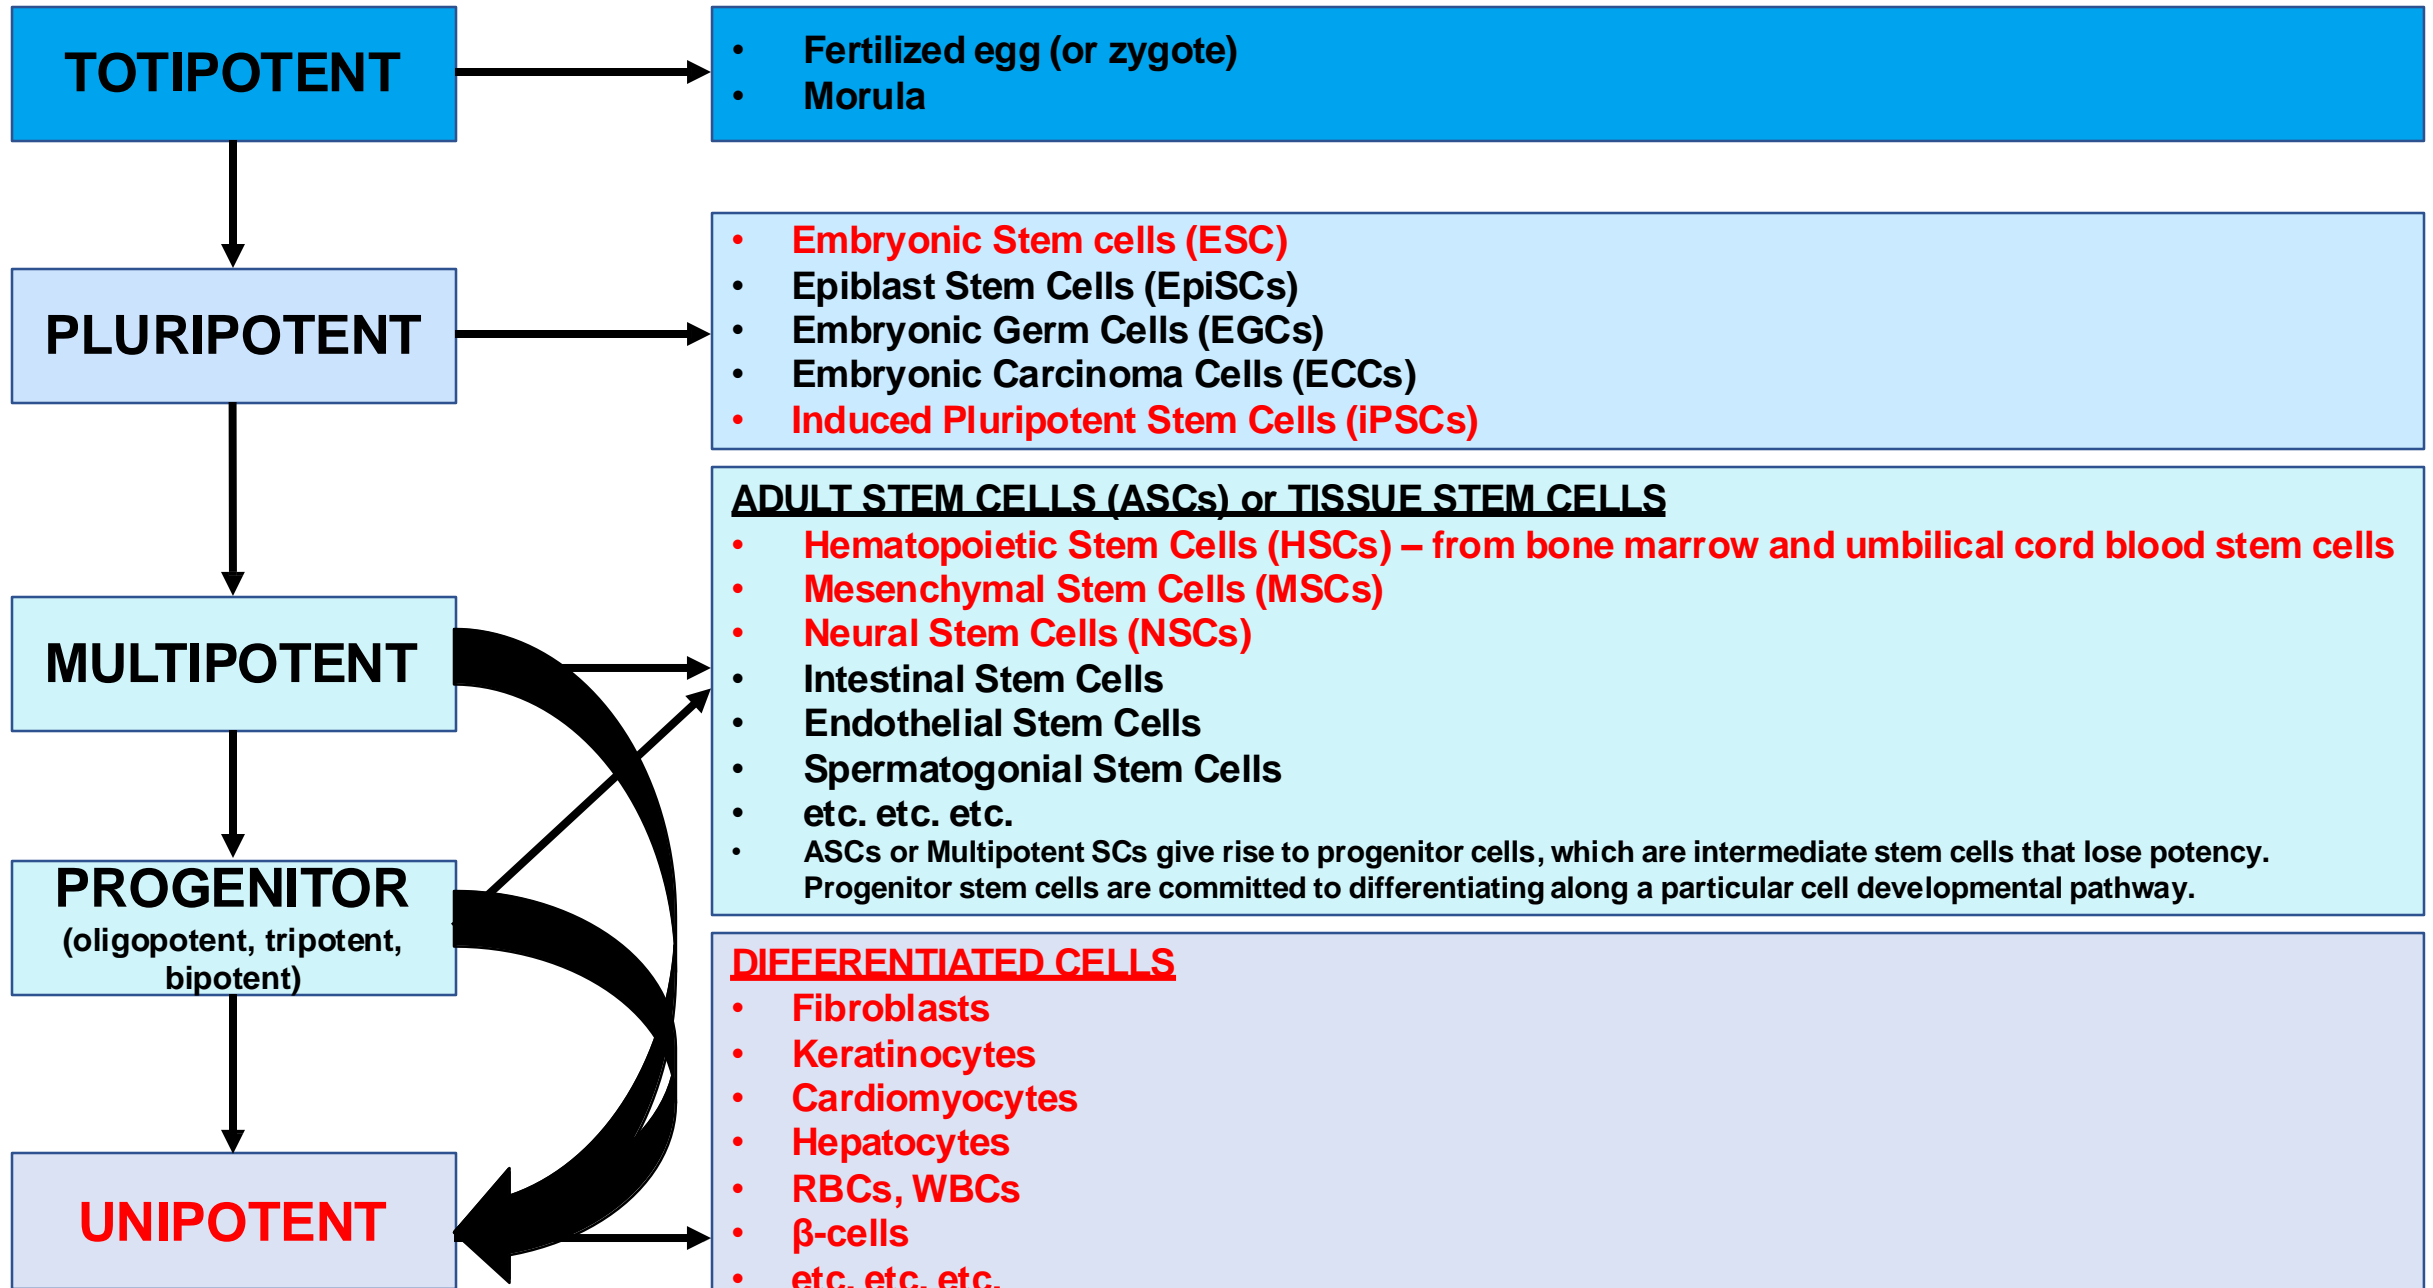 TOTIPOTENT
• Fertilized egg (or zygote)
• Morula
PLURIPOTENT
• Embryonic Stem cells (ESC)
• Epiblast Stem Cells (EpiSCs)
• Embryonic Germ Cells (EGCs)
• Embryonic Carcinoma Cells (ECCs)
• Induced Pluripotent Stem Cells (iPSCs)
MULTIPOTENT
ADULT STEM CELLS (ASCs) or TISSUE STEM CELLS
• Hematopoietic Stem Cells (HSCs) – from bone marrow and umbilical cord blood stem cells
• Mesenchymal Stem Cells (MSCs)
• Neural Stem Cells (NSCs)
• Intestinal Stem Cells
• Endothelial Stem Cells
• Spermatogonial Stem Cells
• etc. etc. etc.
• ASCs or Multipotent SCs give rise to progenitor cells, which are intermediate stem cells that lose potency.
Progenitor stem cells are committed to differentiating along a particular cell developmental pathway.
PROGENITOR
(oligopotent, tripotent,
bipotent)
UNIPOTENT
DIFFERENTIATED CELLS
• Fibroblasts
• Keratinocytes
• Cardiomyocytes
• Hepatocytes
• RBCs, WBCs
• β-cells
• etc. etc. etc.